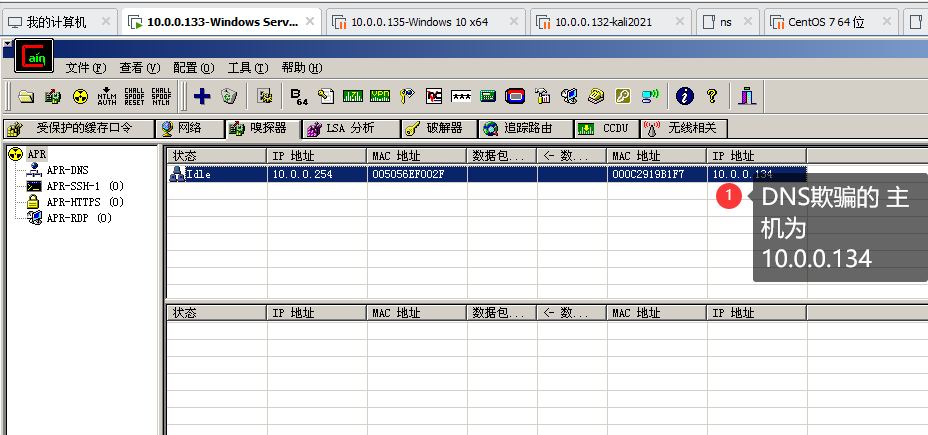 我的计算机
10.0.0.133-Windows Serv...
10.0.0.135-Windows 10 x64
10.0.0.132-kali2021
ns
CentOS 7 64 位
Cain
文件(F) 查看(V) 配置(O) 工具(T) 帮助(H)
NTLM AUTH
CHALL SPOOF RESET
CHALL SPOOF NTLM
B 64
受保护的缓存口令 网络 嗅探器 LSA 分析 破解器 追踪路由 CCDU 无线相关
APR
APR-DNS
APR-SSH-1 (0)
APR-HTTPS (0)
APR-RDP (0)
状态 IP 地址 MAC 地址 数据包... <- 数... MAC 地址 IP 地址
Idle 10.0.0.254 005056EF002F 000C2919B1F7 10.0.0.134
1
DNS欺骗的 主
机为
10.0.0.134
状态 IP 地址 MAC 地址 数据包... <- 数... MAC 地址 IP 地址